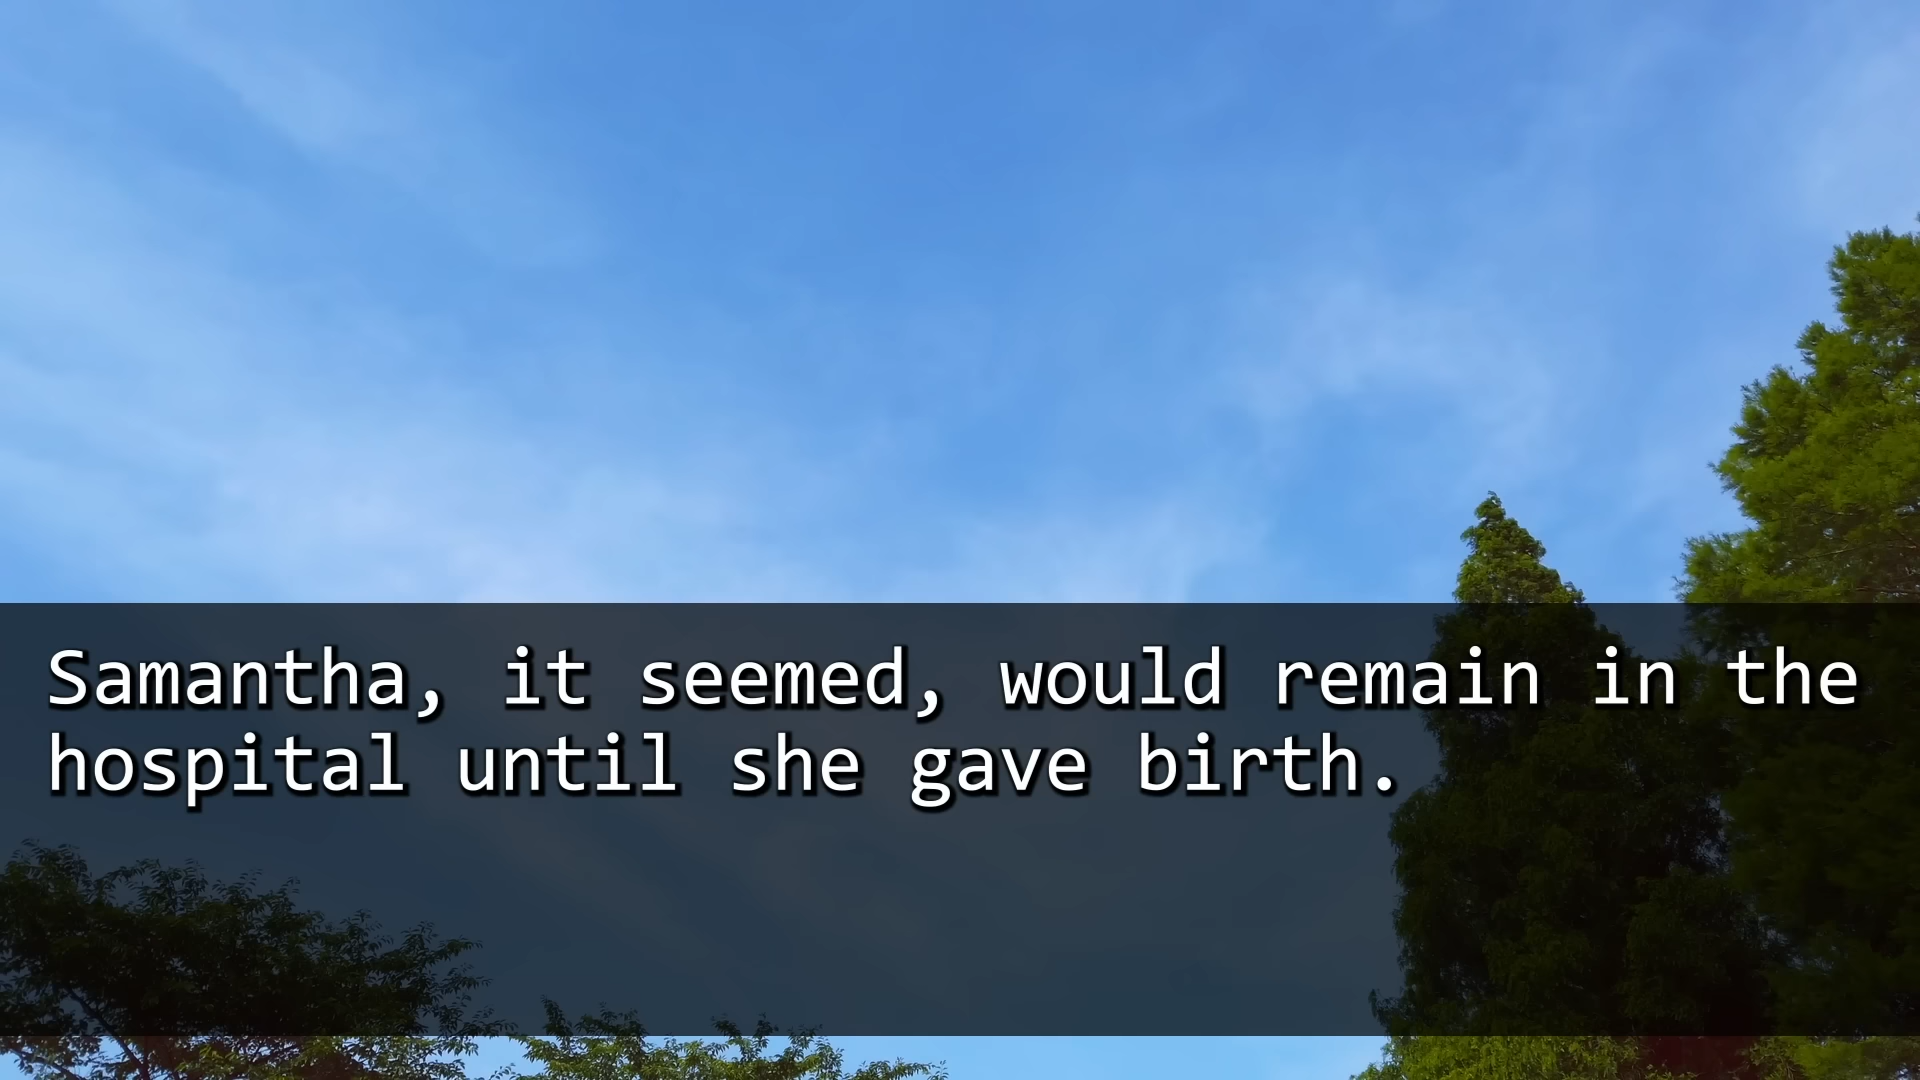 Samantha, it seemed, would remain in the
hospital until she gave birth.